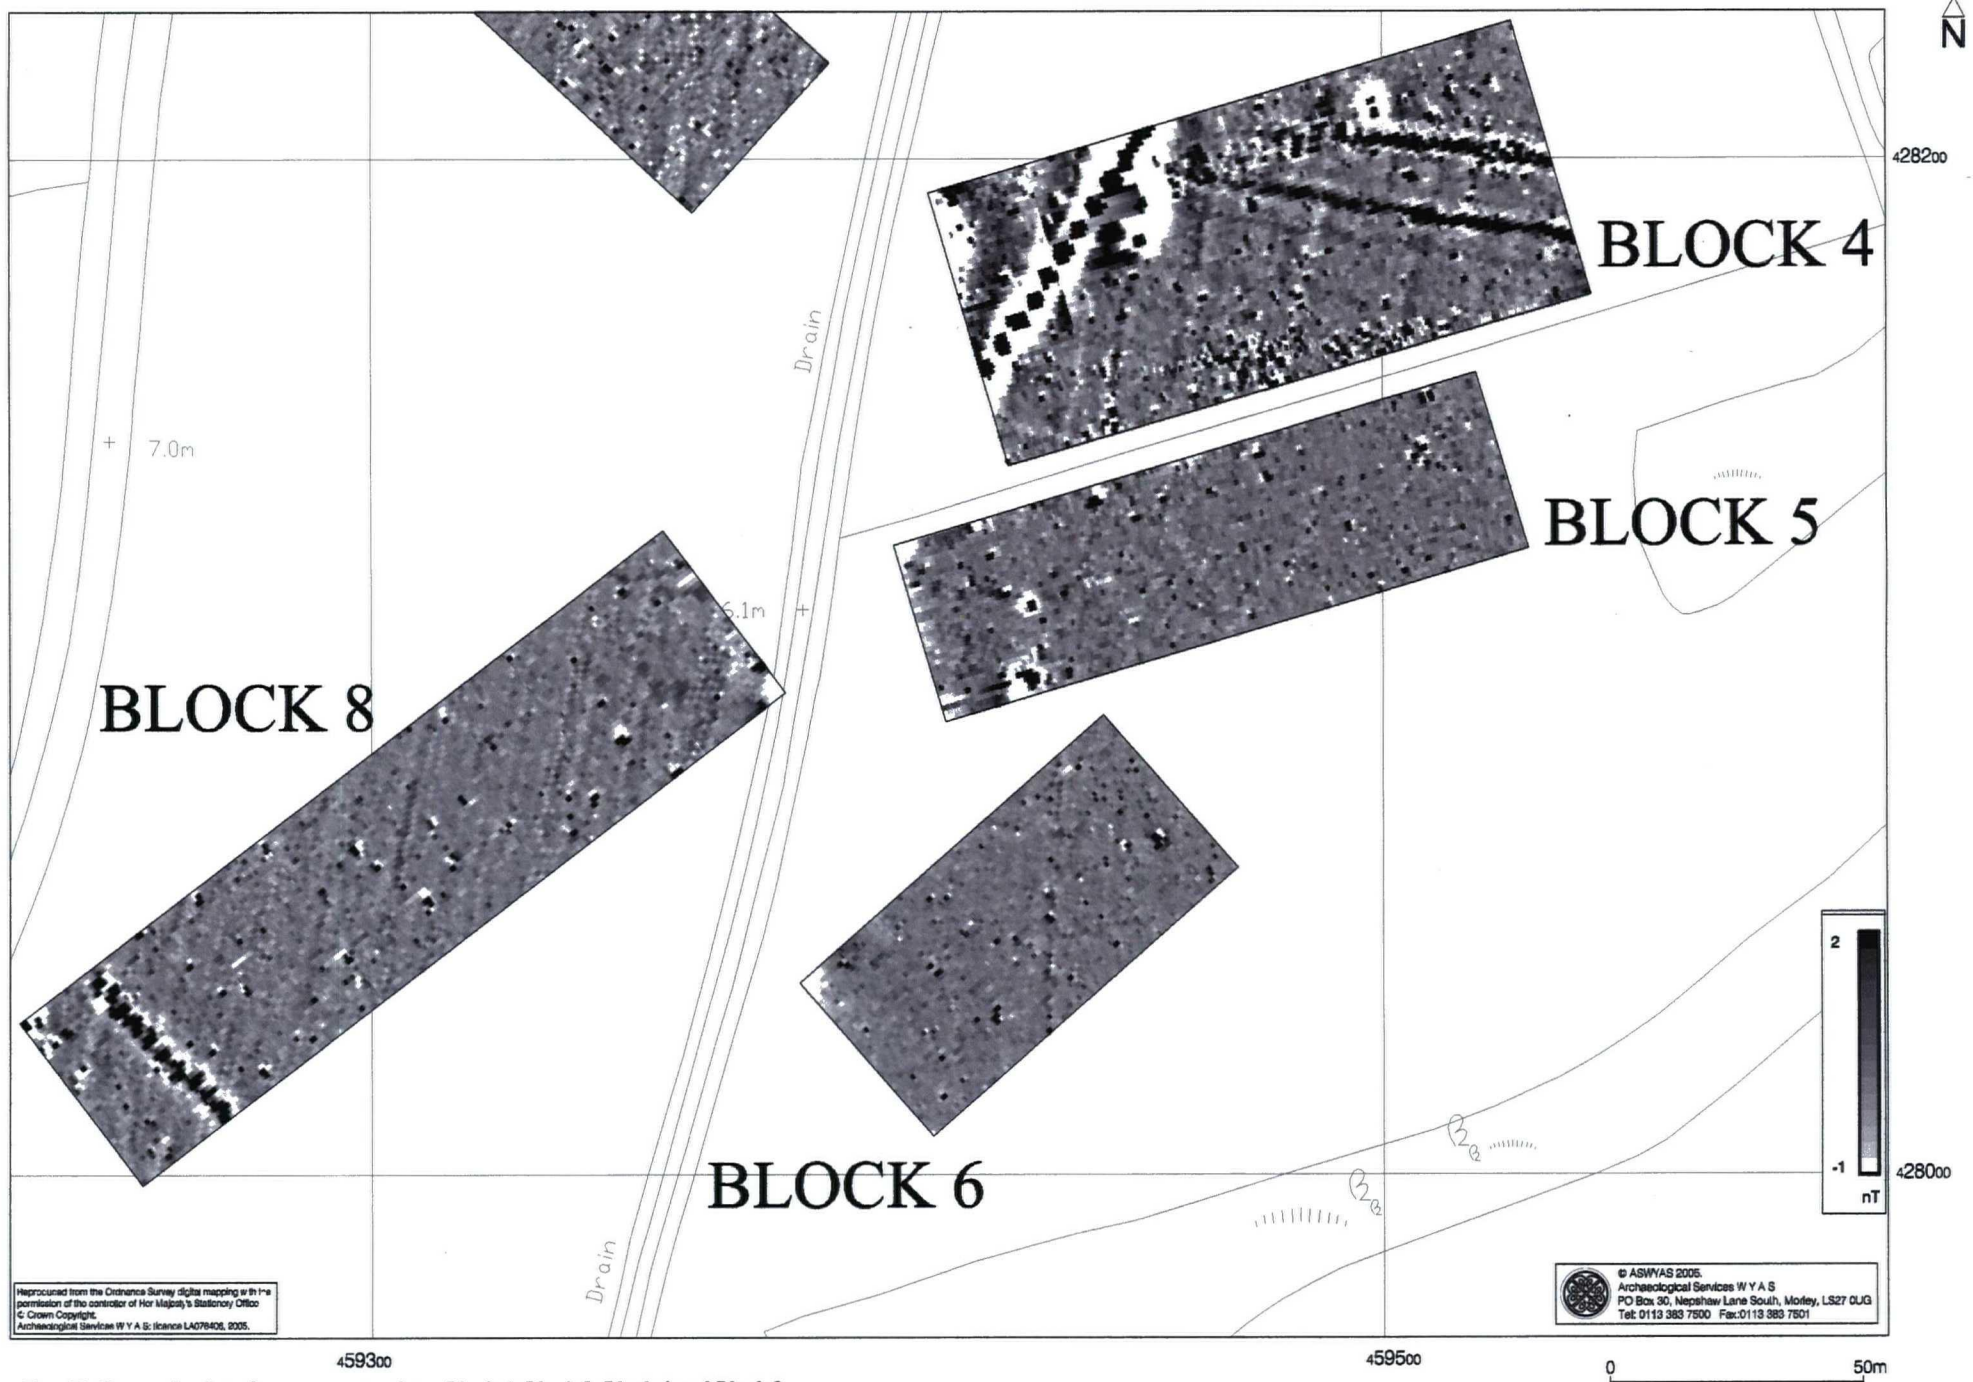 N
428200
BLOCK 4
Drain
7.0m
BLOCK 5
6.1m
BLOCK 8
2
-1
nT
428000
BLOCK 6
Drain
Reproduced from the Ordnance Survey digital mapping with the
permission of the controller of Her Majesty's Stationery Office
© Crown Copyright.
Archaeological Services W Y A S: licence LA076406, 2005.
© ASWYAS 2005.
Archaeological Services W Y A S
PO Box 30, Nepshaw Lane South, Morley, LS27 0UG
Tel: 0113 383 7500 Fax:0113 383 7501
459300
459500
0
50m